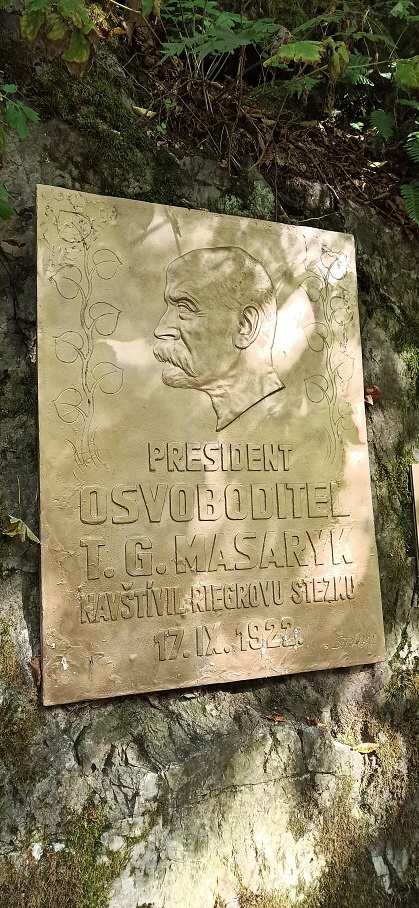 PRESIDENT
OSVOBODITEL
T. G. MASARYK
NAVŠTÍVIL RIEGROVU STEZKU
17. IX. 1922.